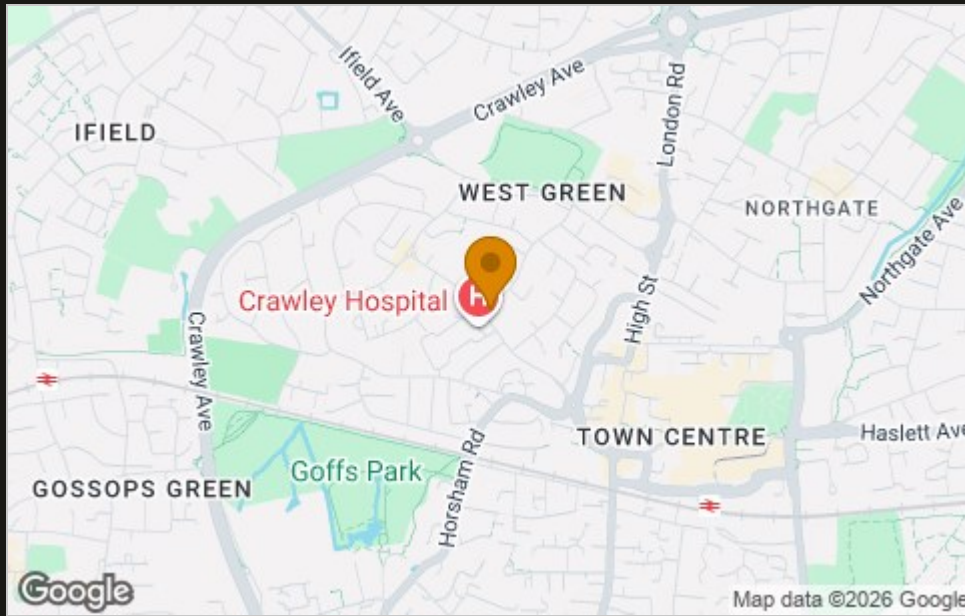 Ifield Ave
Crawley Ave
London Rd
IFIELD
WEST GREEN
NORTHGATE
Northgate Ave
Crawley Hospital
H
High St
Crawley Ave
TOWN CENTRE
Haslett Ave
Goffs Park
Horsham Rd
GOSSOPS GREEN
Google
Map data ©2026 Google